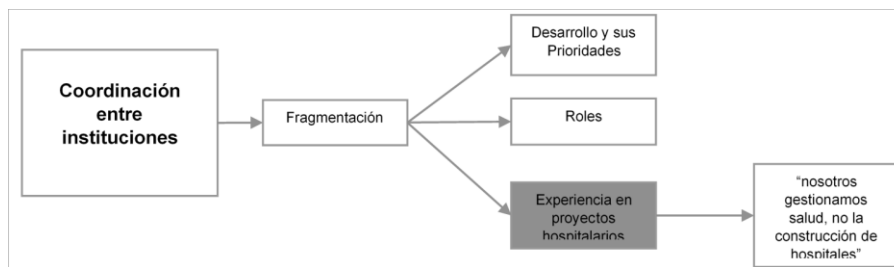 Coordinación
entre
instituciones
Fragmentación
Desarrollo y sus
Prioridades
Roles
Experiencia en
proyectos
hospitalarios
“nosotros
gestionamos
salud, no la
construcción de
hospitales”